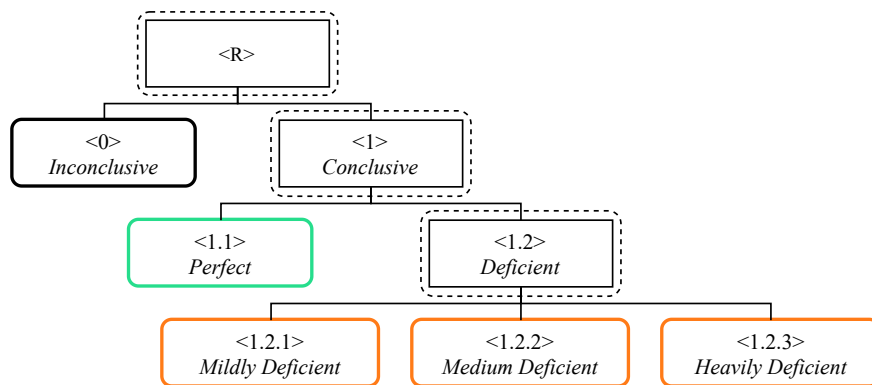 <R>
<0>
Inconclusive
<1>
Conclusive
<1.1>
Perfect
<1.2>
Deficient
<1.2.1>
Mildly Deficient
<1.2.2>
Medium Deficient
<1.2.3>
Heavily Deficient